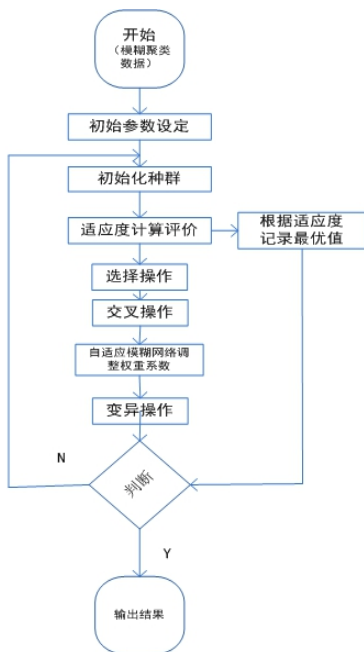 开始
（模糊聚类
数据）
初始参数设定
初始化种群
适应度计算评价
根据适应度
记录最优值
选择操作
交叉操作
自适应模糊网络调
整权重系数
变异操作
N
判断
Y
输出结果